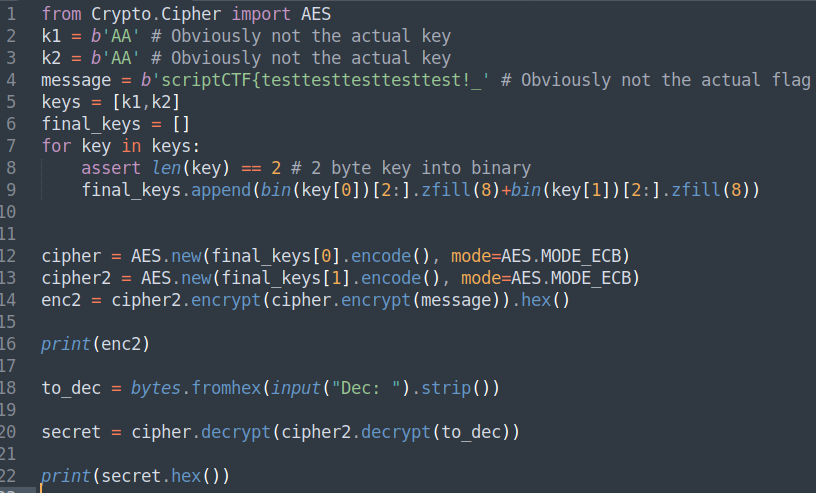 1 from Crypto.Cipher import AES
2 k1 = b'AA' # Obviously not the actual key
3 k2 = b'AA' # Obviously not the actual key
4 message = b'scriptCTF{testtesttesttesttest!_' # Obviously not the actual flag
5 keys = [k1,k2]
6 final_keys = []
7 for key in keys:
8     assert len(key) == 2 # 2 byte key into binary
9     final_keys.append(bin(key[0])[2:].zfill(8)+bin(key[1])[2:].zfill(8))
10
11
12 cipher = AES.new(final_keys[0].encode(), mode=AES.MODE_ECB)
13 cipher2 = AES.new(final_keys[1].encode(), mode=AES.MODE_ECB)
14 enc2 = cipher2.encrypt(cipher.encrypt(message)).hex()
15
16 print(enc2)
17
18 to_dec = bytes.fromhex(input("Dec: ").strip())
19
20 secret = cipher.decrypt(cipher2.decrypt(to_dec))
21
22 print(secret.hex())